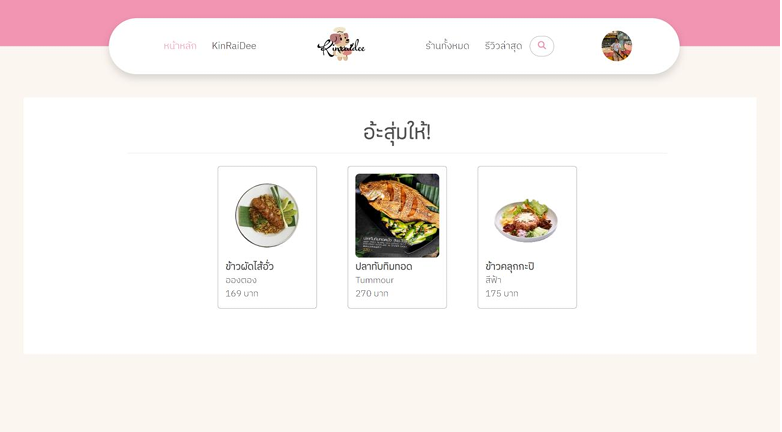 หน้าหลัก KinRaiDee Kinraidee ร้านทั้งหมด รีวิวล่าสุด
อ้ะสุ่มให้!
ข้าวผัดไส้อั่ว
อองตอง
169 บาท
ปลาทับทิมทอด
Tummour
270 บาท
ข้าวคลุกกะปิ
สีฟ้า
175 บาท